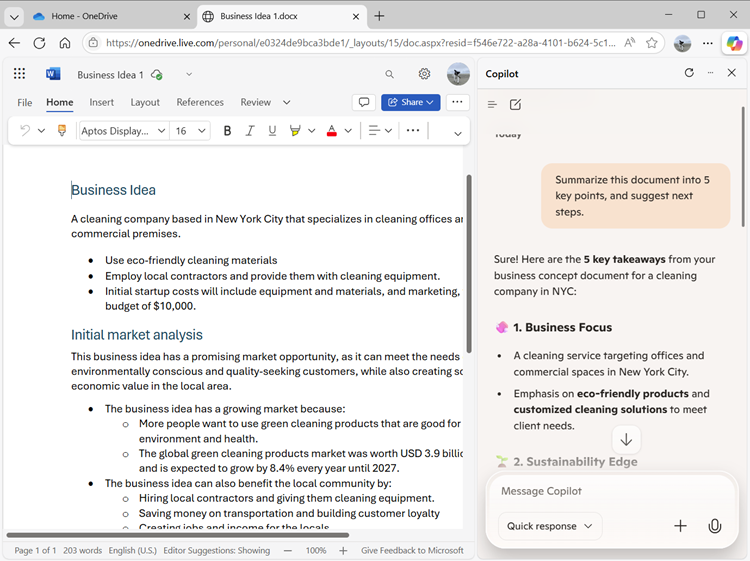 Home - OneDrive
Business Idea 1.docx
https://onedrive.live.com/personal/e0324de9bca3bde1/_layouts/15/doc.aspx?resid=f546e722-a28a-4101-b624-5c1...
Business Idea 1
File Home Insert Layout References Review
Share
Aptos Display... 16 B I U A
Business Idea
A cleaning company based in New York City that specializes in cleaning offices
commercial premises.
• Use eco-friendly cleaning materials
• Employ local contractors and provide them with cleaning equipment.
• Initial startup costs will include equipment and materials, and marketing,
budget of $10,000.
Initial market analysis
This business idea has a promising market opportunity, as it can meet the needs
environmentally conscious and quality-seeking customers, while also creating
economic value in the local area.
• The business idea has a growing market because:
o More people want to use green cleaning products that are good for
environment and health.
o The global green cleaning products market was worth USD 3.9
and is expected to grow by 8.4% every year until 2027.
• The business idea can also benefit the local community by:
o Hiring local contractors and giving them cleaning equipment.
o Saving money on transportation and building customer loyalty
o Creating jobs and income for the locals
Page 1 of 1 203 words English (U.S.) Editor Suggestions: Showing 100% Give Feedback to Microsoft
Copilot
Today
Summarize this document into 5
key points, and suggest next
steps.
Sure! Here are the 5 key takeaways from your
business concept document for a cleaning
company in NYC:
1. Business Focus
• A cleaning service targeting offices and
commercial spaces in New York City.
• Emphasis on eco-friendly products and
customized cleaning solutions to meet
client needs.
2. Sustainability Edge
Message Copilot
Quick response